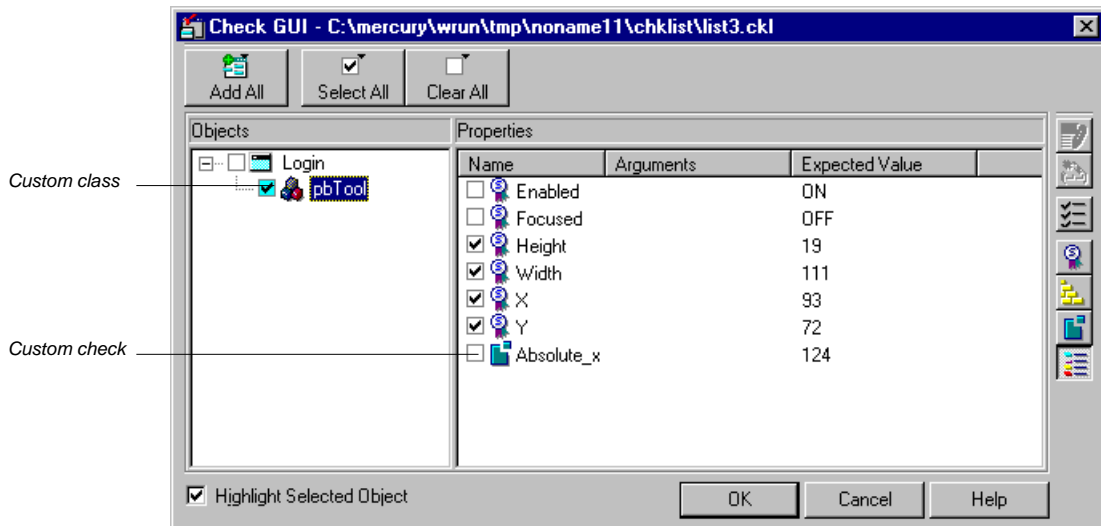 Check GUI - C:\mercury\wrun\tmp\noname11\chklist\list3.ckl
Add All
Select All
Clear All
Objects
Properties
Login
Custom class
pbTool
Name Arguments Expected Value
Enabled ON
Focused OFF
Height 19
Width 111
X 93
Y 72
Custom check
Absolute_x 124
Highlight Selected Object
OK
Cancel
Help